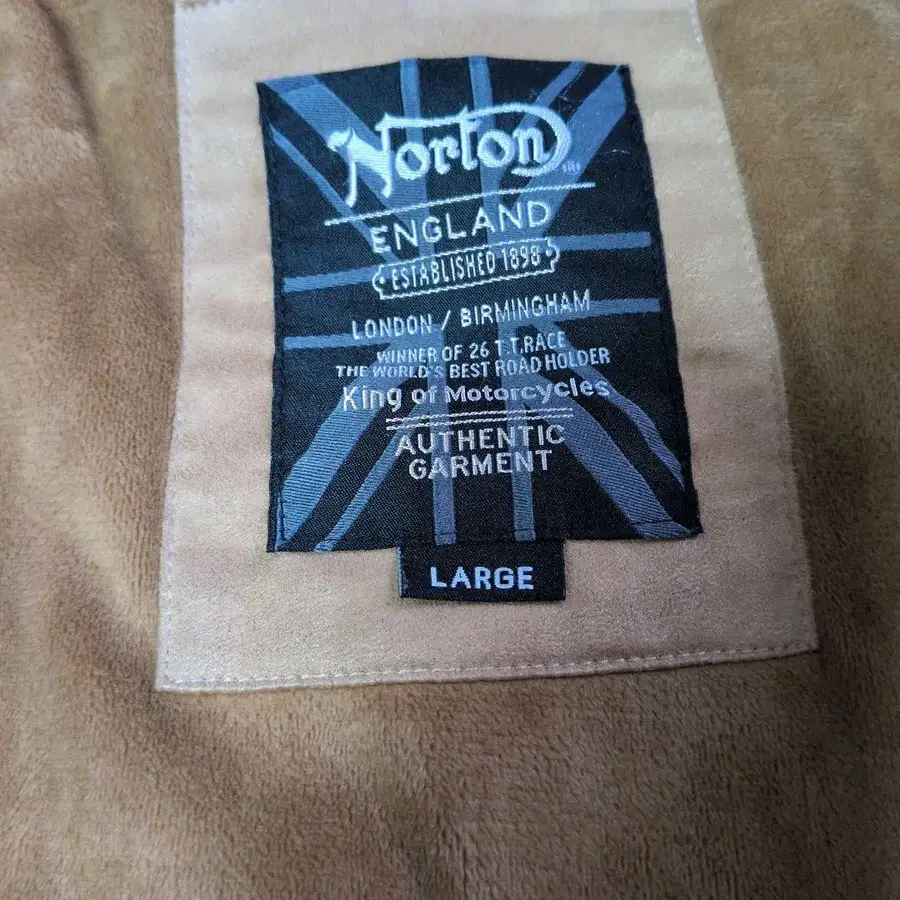 Norton
ENGLAND
ESTABLISHED 1898
LONDON / BIRMINGHAM
WINNER OF 26 T.T.RACE
THE WORLD'S BEST ROAD HOLDER
King of Motorcycles
AUTHENTIC
GARMENT
LARGE